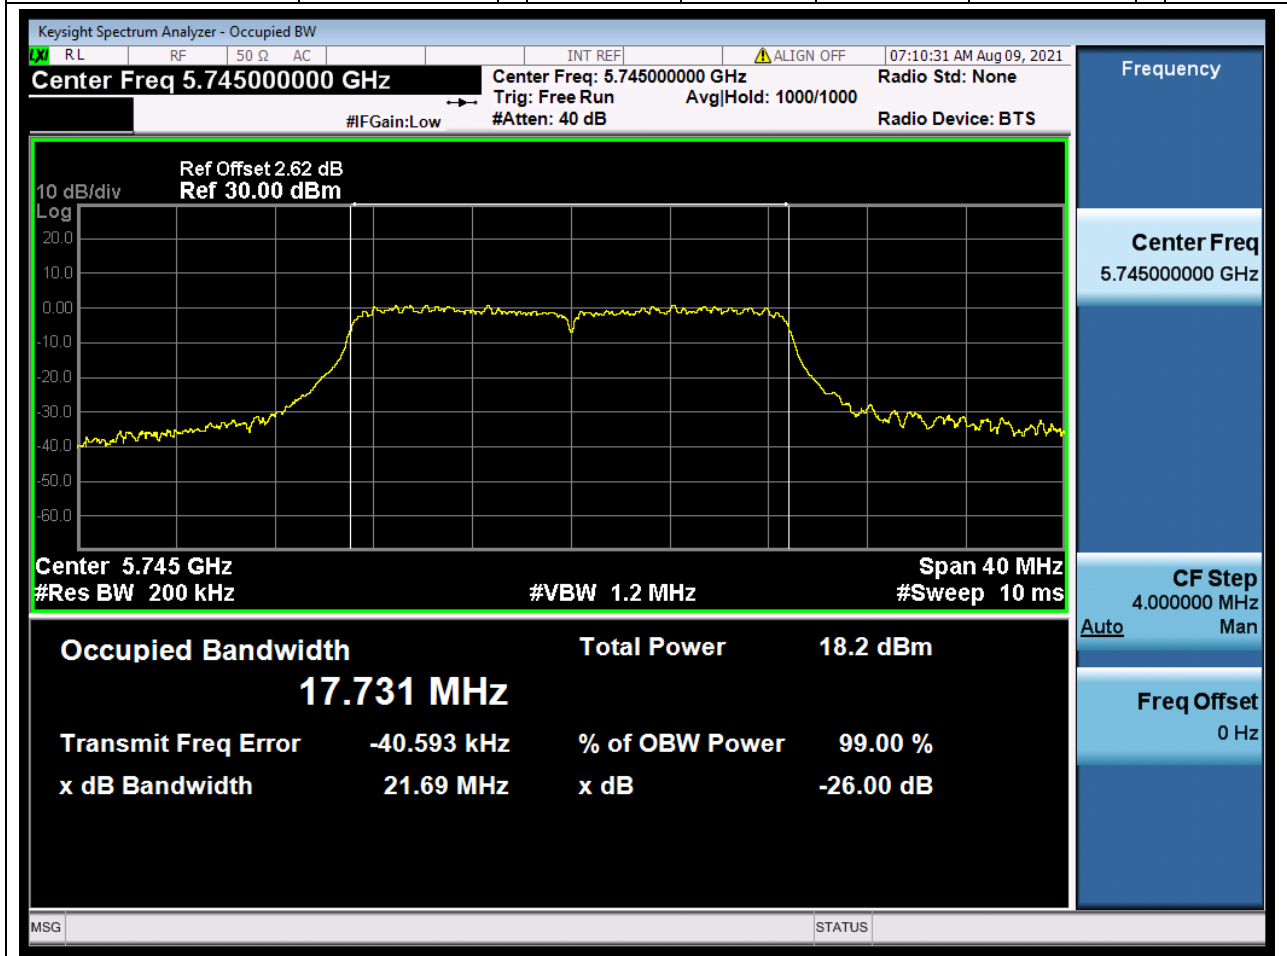 Keysight Spectrum Analyzer - Occupied BW
LXI RL RF 50 Ω AC INT REF ALIGN OFF 07:10:31 AM Aug 09, 2021
Center Freq 5.745000000 GHz
Center Freq: 5.745000000 GHz
Radio Std: None
Trig: Free Run Avg|Hold: 1000/1000
#IFGain:Low
#Atten: 40 dB
Radio Device: BTS
Ref Offset 2.62 dB
10 dB/div Ref 30.00 dBm
Log
20.0
10.0
0.00
-10.0
-20.0
-30.0
-40.0
-50.0
-60.0
Center 5.745 GHz Span 40 MHz
#Res BW 200 kHz #VBW 1.2 MHz #Sweep 10 ms
Occupied Bandwidth Total Power 18.2 dBm
17.731 MHz
Transmit Freq Error -40.593 kHz % of OBW Power 99.00 %
x dB Bandwidth 21.69 MHz x dB -26.00 dB
MSG STATUS
Frequency
Center Freq
5.745000000 GHz
CF Step
4.000000 MHz
Auto Man
Freq Offset
0 Hz